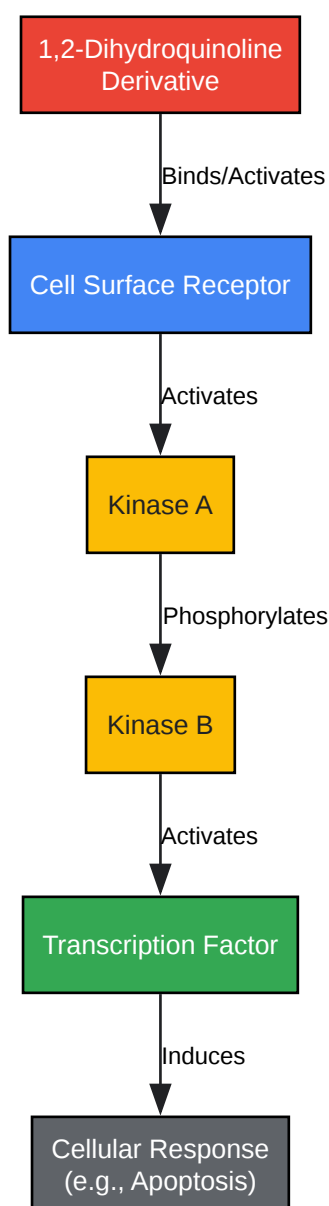 1,2-Dihydroquinoline
Derivative
Binds/Activates
Cell Surface Receptor
Activates
Kinase A
Phosphorylates
Kinase B
Activates
Transcription Factor
Induces
Cellular Response
(e.g., Apoptosis)